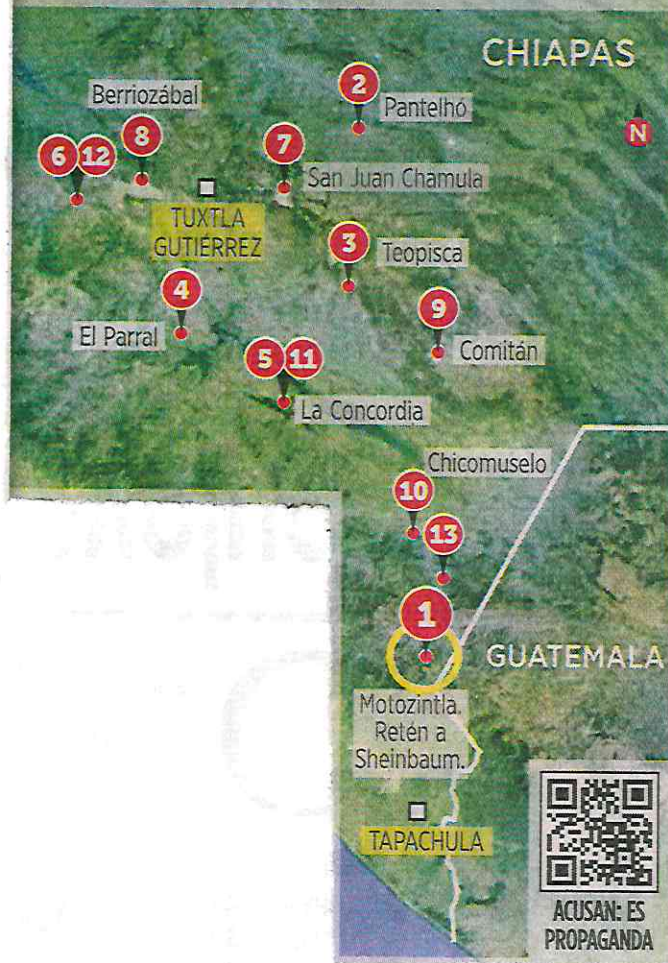 CHIAPAS
2
Pantelhó
Berriozábal
N
6 12
8
7
San Juan Chamula
TUXTLA
GUTIÉRREZ
3
Teopisca
4
El Parral
9
Comitán
5 11
La Concordia
Chicomuselo
10
13
1
GUATEMALA
Motozintla.
Retén a
Sheinbaum.
TAPACHULA
ACUSAN: ES
PROPAGANDA